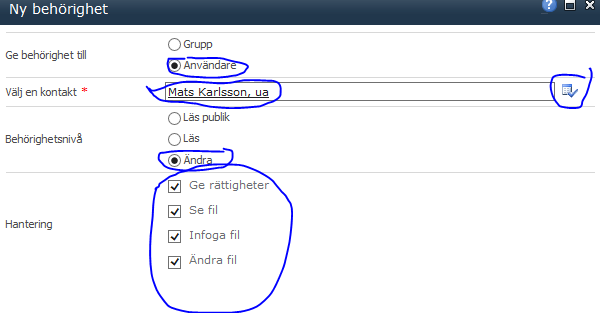 Ny behörighet
?
Ge behörighet till
Grupp
Användare
Välj en kontakt *
Mats Karlsson, ua
Behörighetsnivå
Läs publik
Läs
Ändra
Hantering
Ge rättigheter
Se fil
Infoga fil
Ändra fil